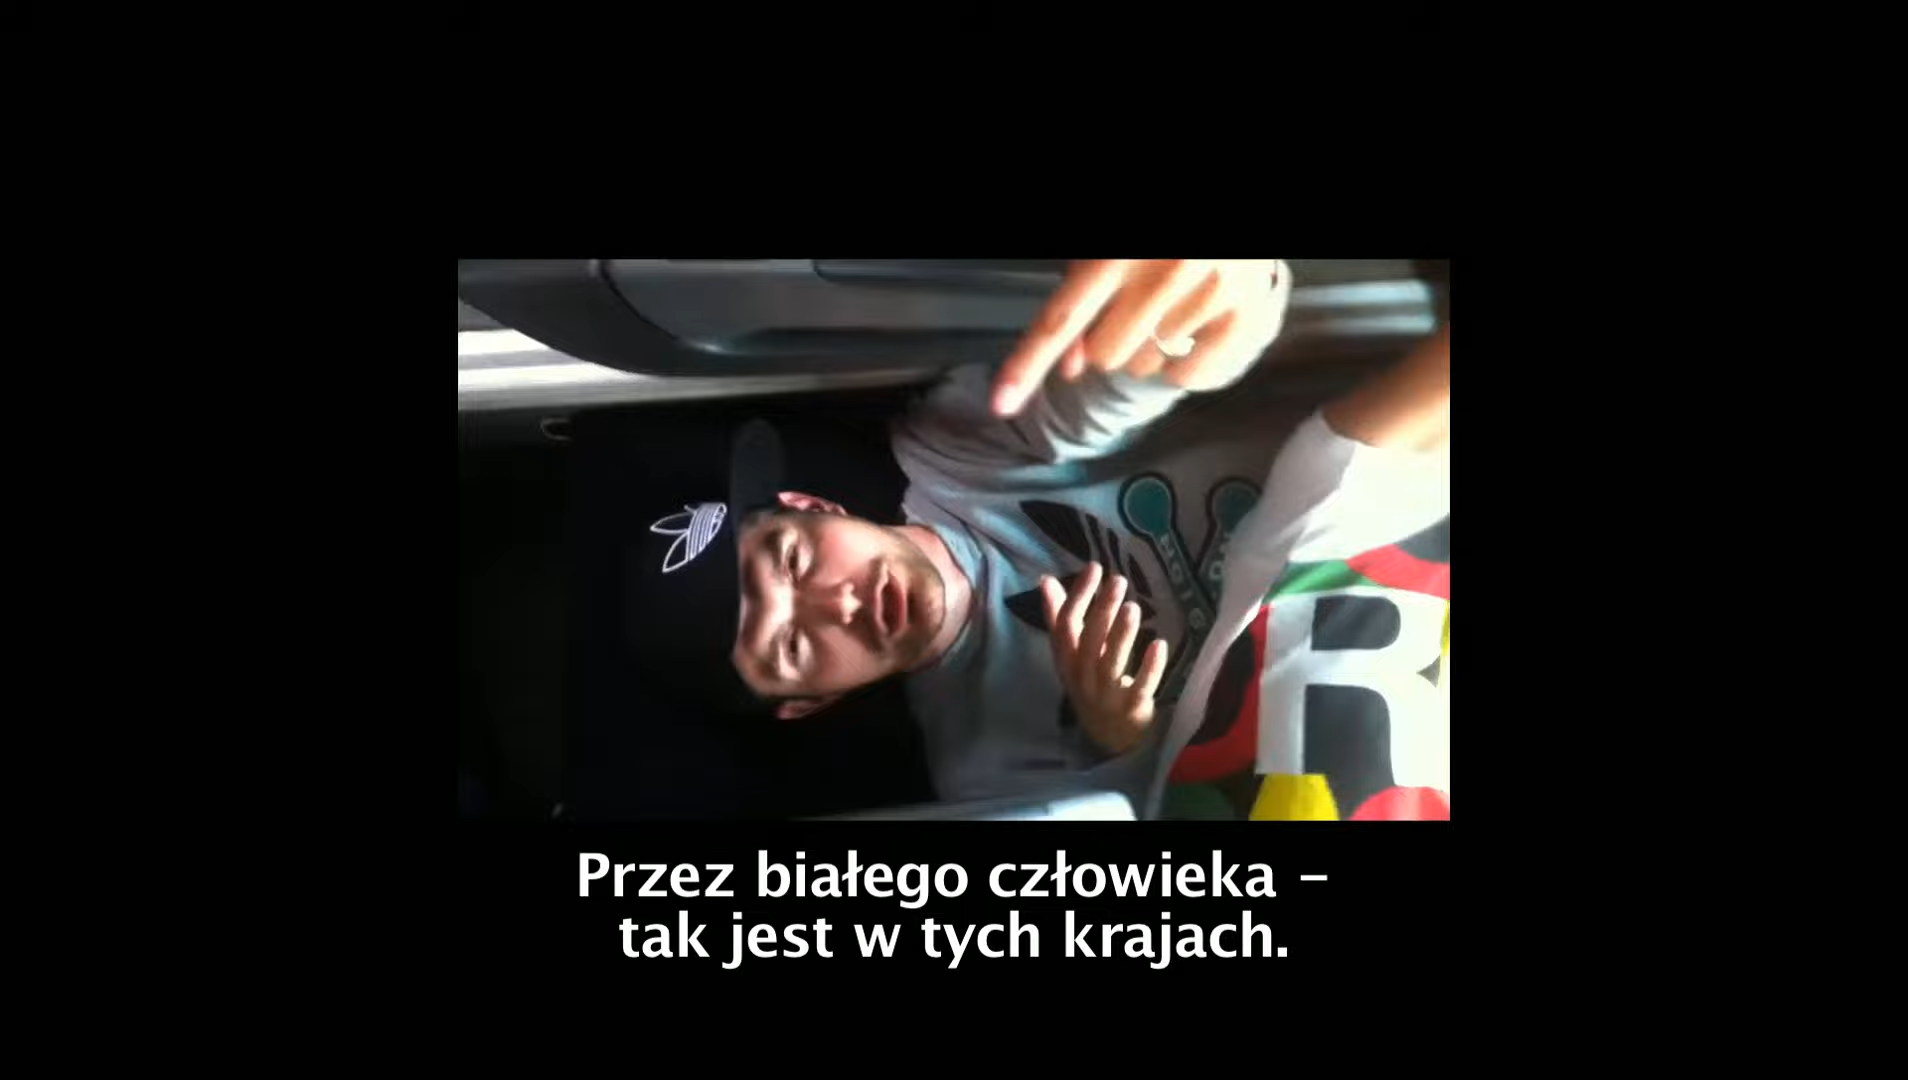 R
Przez białego człowieka –
tak jest w tych krajach.